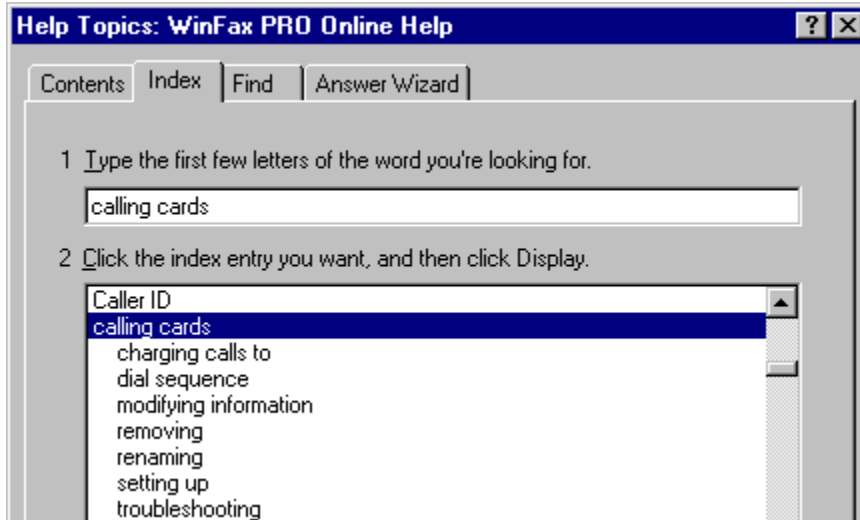 Help Topics: WinFax PRO Online Help
Contents Index Find Answer Wizard
1 Type the first few letters of the word you're looking for.
calling cards
2 Click the index entry you want, and then click Display.
Caller ID
calling cards
charging calls to
dial sequence
modifying information
removing
renaming
setting up
troubleshooting